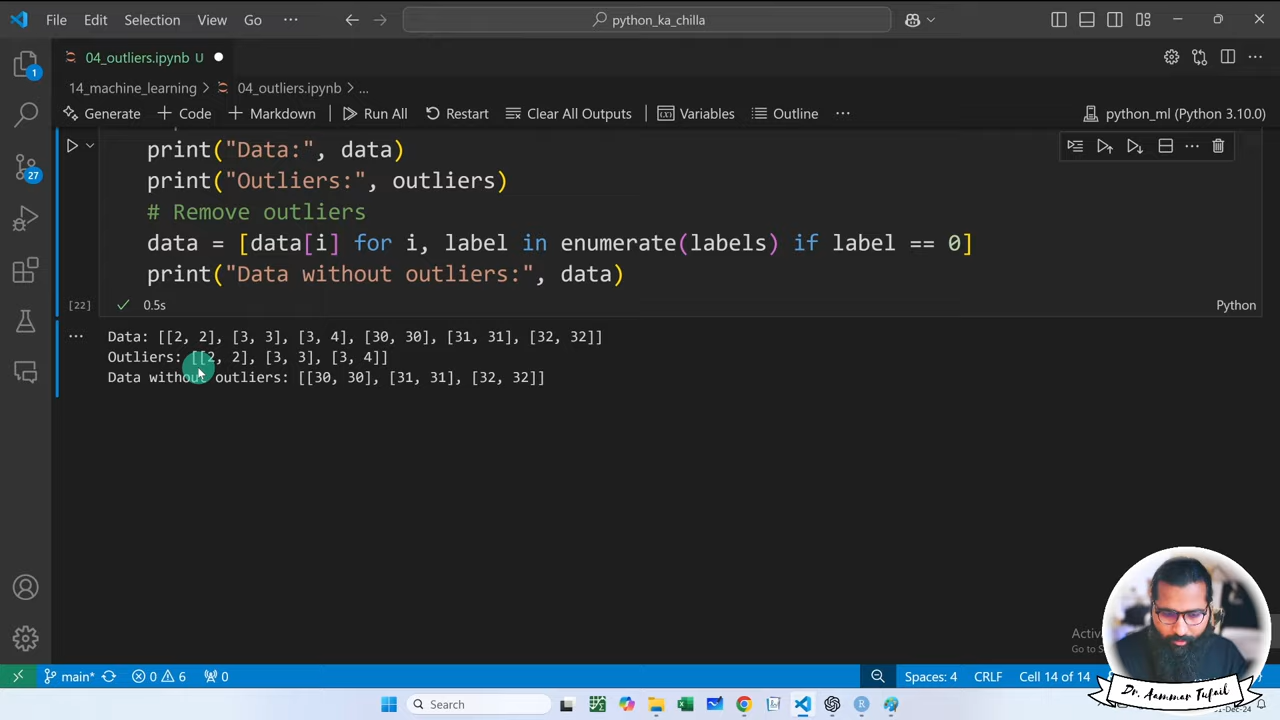 File Edit Selection View Go ··· python_ka_chilla
04_outliers.ipynb U
14_machine_learning > 04_outliers.ipynb > ...
Generate + Code + Markdown Run All Restart Clear All Outputs Variables Outline ··· python_ml (Python 3.10.0)
print("Data:", data)
print("Outliers:", outliers)
# Remove outliers
data = [data[i] for i, label in enumerate(labels) if label == 0]
print("Data without outliers:", data)
[22] 0.5s Python
Data: [[2, 2], [3, 3], [3, 4], [30, 30], [31, 31], [32, 32]]
Outliers: [[2, 2], [3, 3], [3, 4]]
Data without outliers: [[30, 30], [31, 31], [32, 32]]
1
27
main* 0 6 0 Spaces: 4 CRLF Cell 14 of 14
Dr. Aammar Tufail
Search